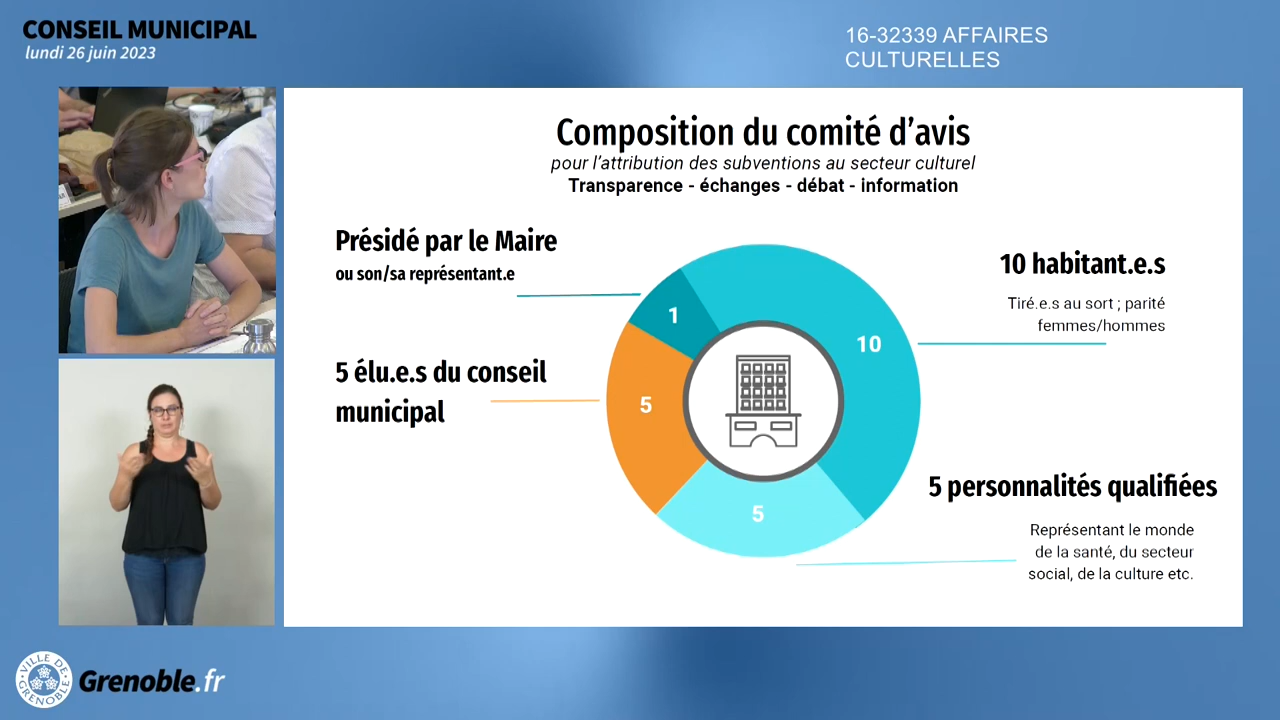 CONSEIL MUNICIPAL
lundi 26 juin 2023
16-32339 AFFAIRES
CULTURELLES
Composition du comité d'avis
pour l'attribution des subventions au secteur culturel
Transparence - échanges - débat - information
Présidé par le Maire
ou son/sa représentant.e
10 habitant.e.s
Tiré.e.s au sort ; parité
femmes/hommes
1
10
5 élu.e.s du conseil
municipal
5
5
5 personnalités qualifiées
Représentant le monde
de la santé, du secteur
social, de la culture etc.
VILLE DE
GRENOBLE
Grenoble.fr